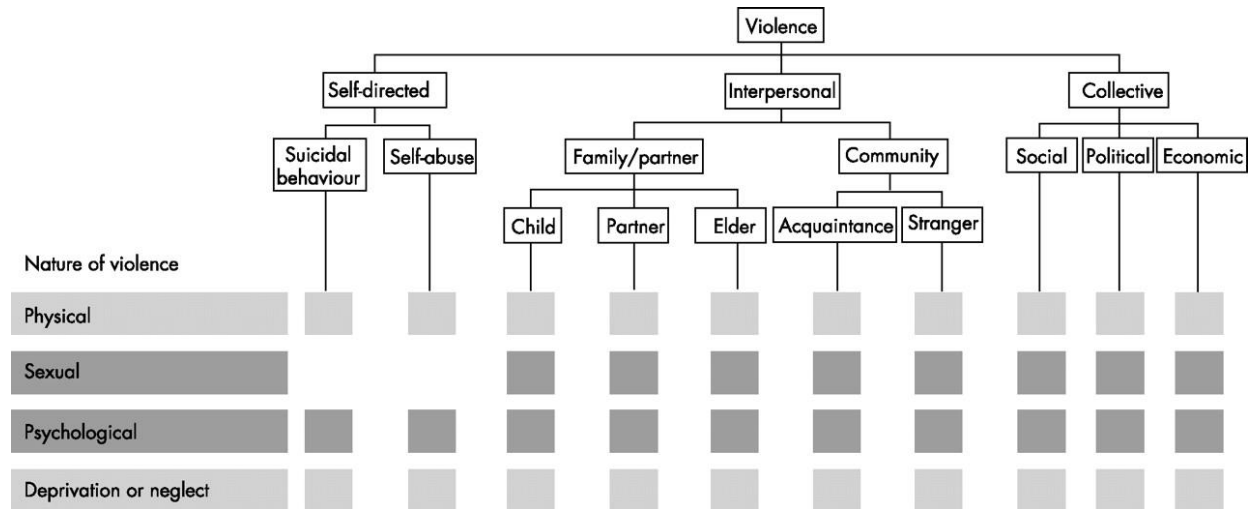 Violence
Self-directed
Interpersonal
Collective
Suicidal
behaviour
Self-abuse
Family/partner
Community
Social
Political
Economic
Child
Partner
Elder
Acquaintance
Stranger
Nature of violence
Physical
Sexual
Psychological
Deprivation or neglect